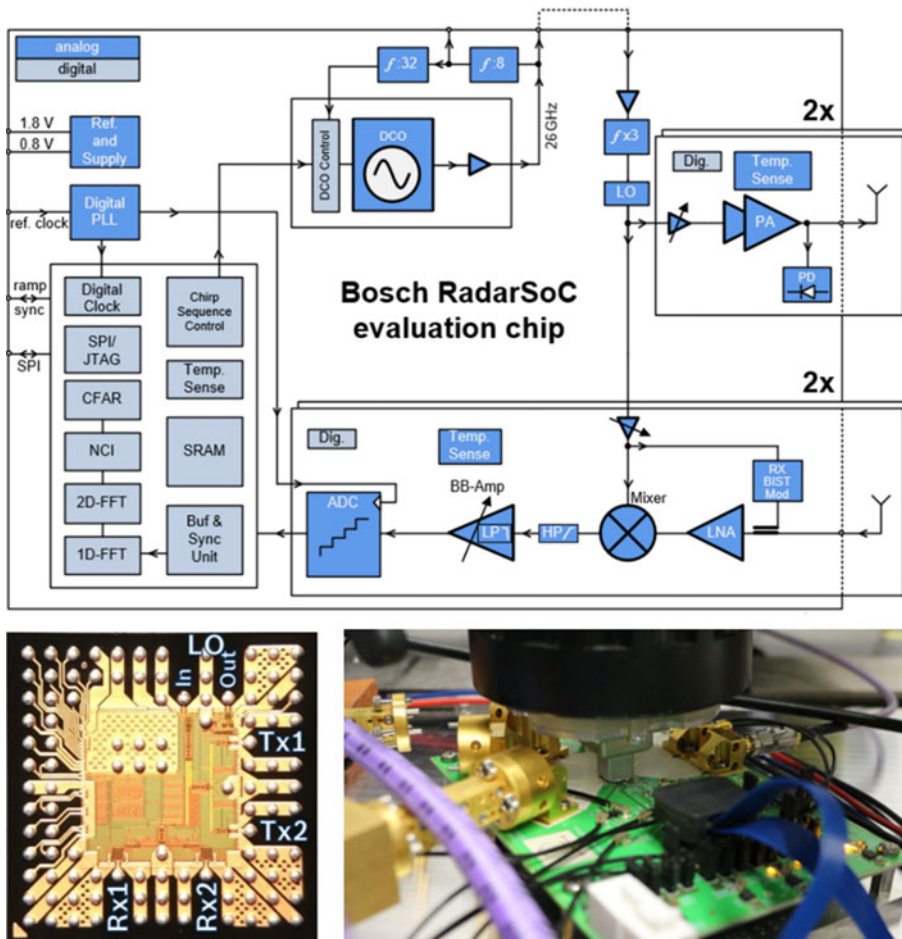 analog
digital
f:32
f:8
2x
1.8 V
0.8 V
Ref.
and
Supply
DCO Control
DCO
26 GHz
f x3
Dig.
Temp.
Sense
Digital
PLL
ref. clock
LO
PA
PD
ramp
sync
SPI
Digital
Clock
Chirp
Sequence
Control
SPI/
JTAG
Temp.
Sense
CFAR
NCI
SRAM
2D-FFT
1D-FFT
Buf &
Sync
Unit
Bosch RadarSoC
evaluation chip
2x
Dig.
Temp.
Sense
RX
BIST
Mod
ADC
BB-Amp
LP
HP
Mixer
LNA
LO
In
Out
Tx1
Tx2
Rx1
Rx2